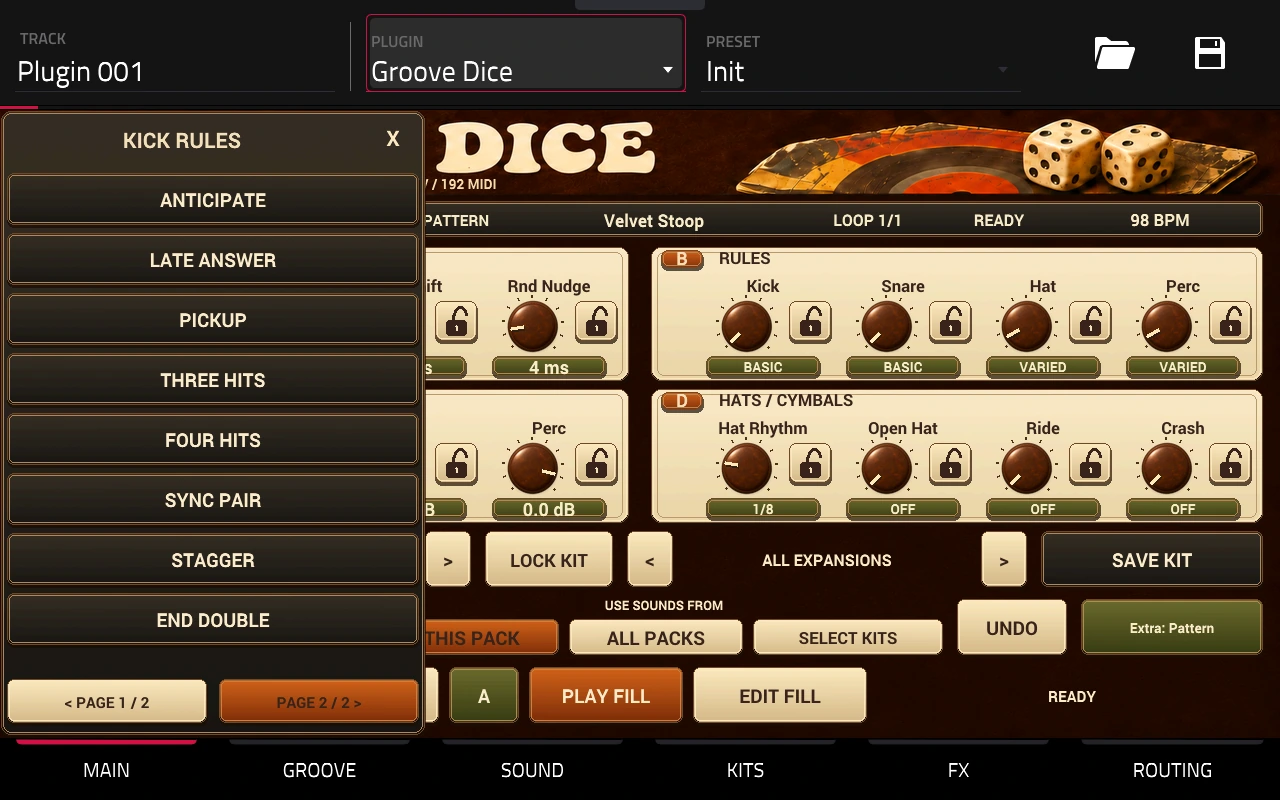 TRACK
Plugin 001
PLUGIN
Groove Dice
PRESET
Init
KICK RULES
X
ANTICIPATE
LATE ANSWER
PICKUP
THREE HITS
FOUR HITS
SYNC PAIR
STAGGER
END DOUBLE
< PAGE 1 / 2
PAGE 2 / 2 >
DICE
/ 192 MIDI
PATTERN
Velvet Stoop
LOOP 1/1
READY
98 BPM
ift
Rnd Nudge
s
4 ms
B
RULES
Kick
Snare
Hat
Perc
BASIC
BASIC
VARIED
VARIED
Perc
B
0.0 dB
D
HATS / CYMBALS
Hat Rhythm
Open Hat
Ride
Crash
1/8
OFF
OFF
OFF
>
LOCK KIT
<
ALL EXPANSIONS
>
SAVE KIT
USE SOUNDS FROM
THIS PACK
ALL PACKS
SELECT KITS
UNDO
Extra: Pattern
A
PLAY FILL
EDIT FILL
READY
MAIN
GROOVE
SOUND
KITS
FX
ROUTING